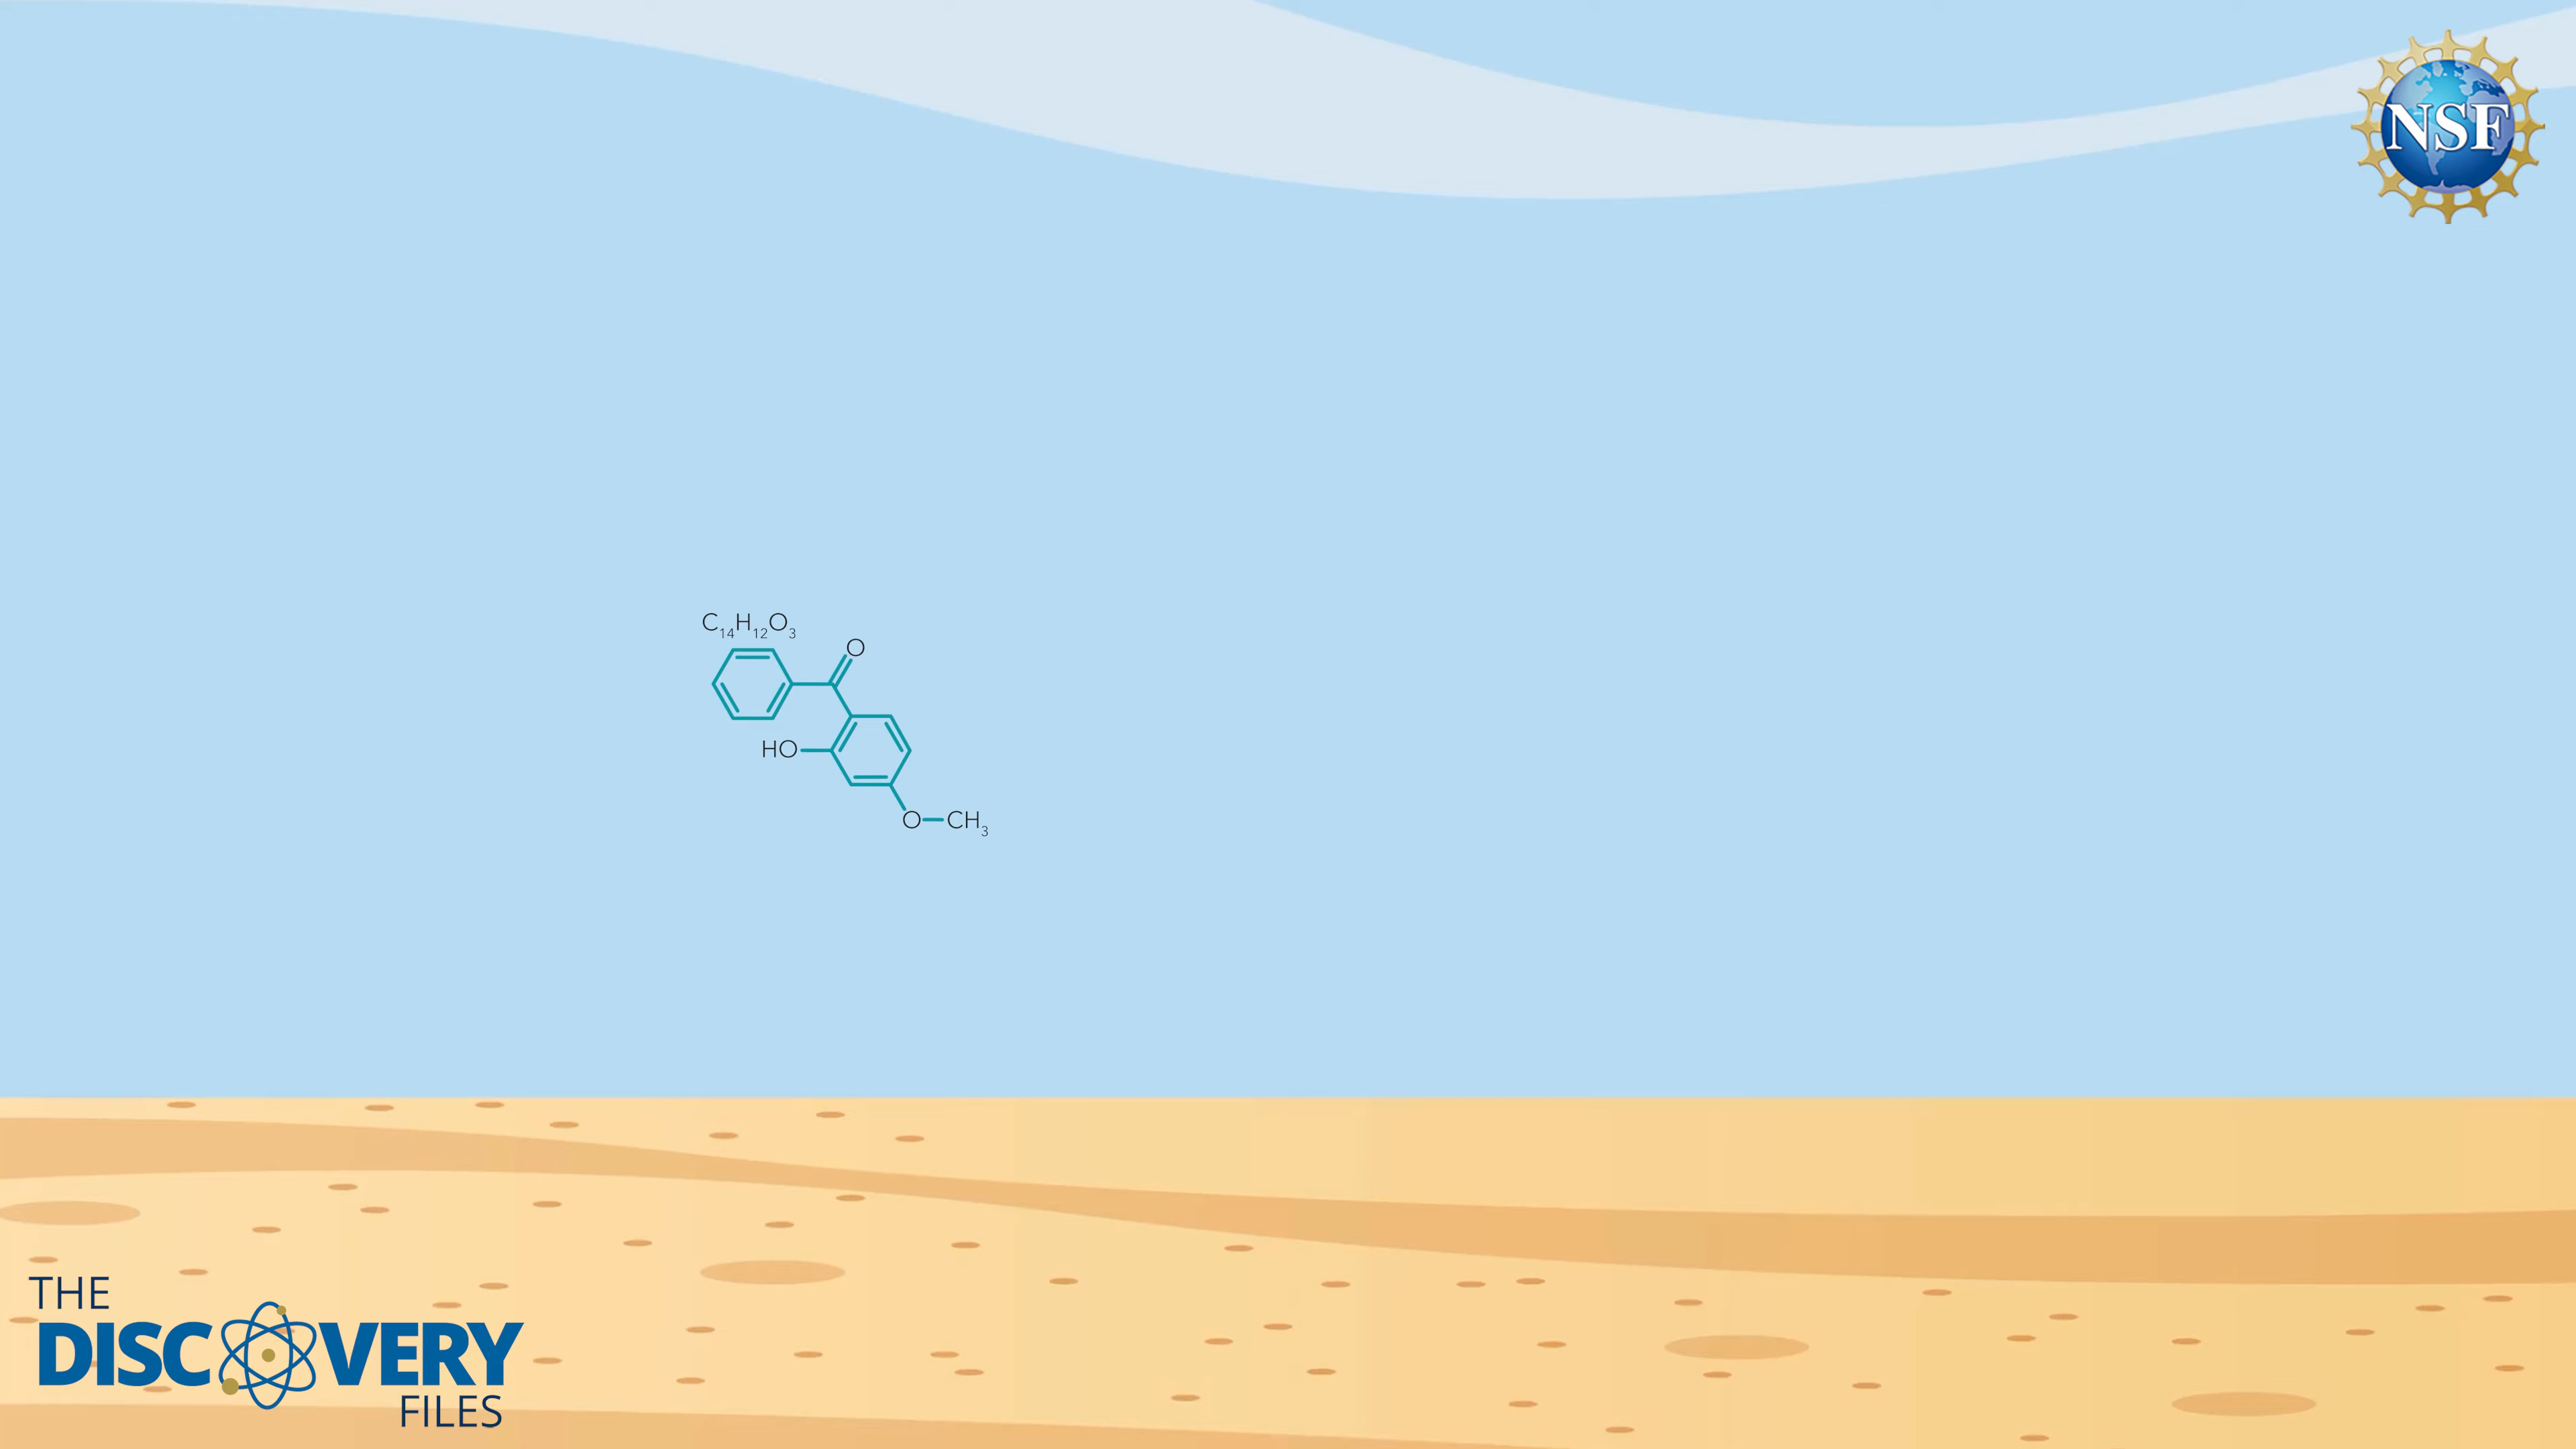 NSF
C₁₄H₁₂O₃
O
HO
O CH₃
THE
DISCOVERY
FILES